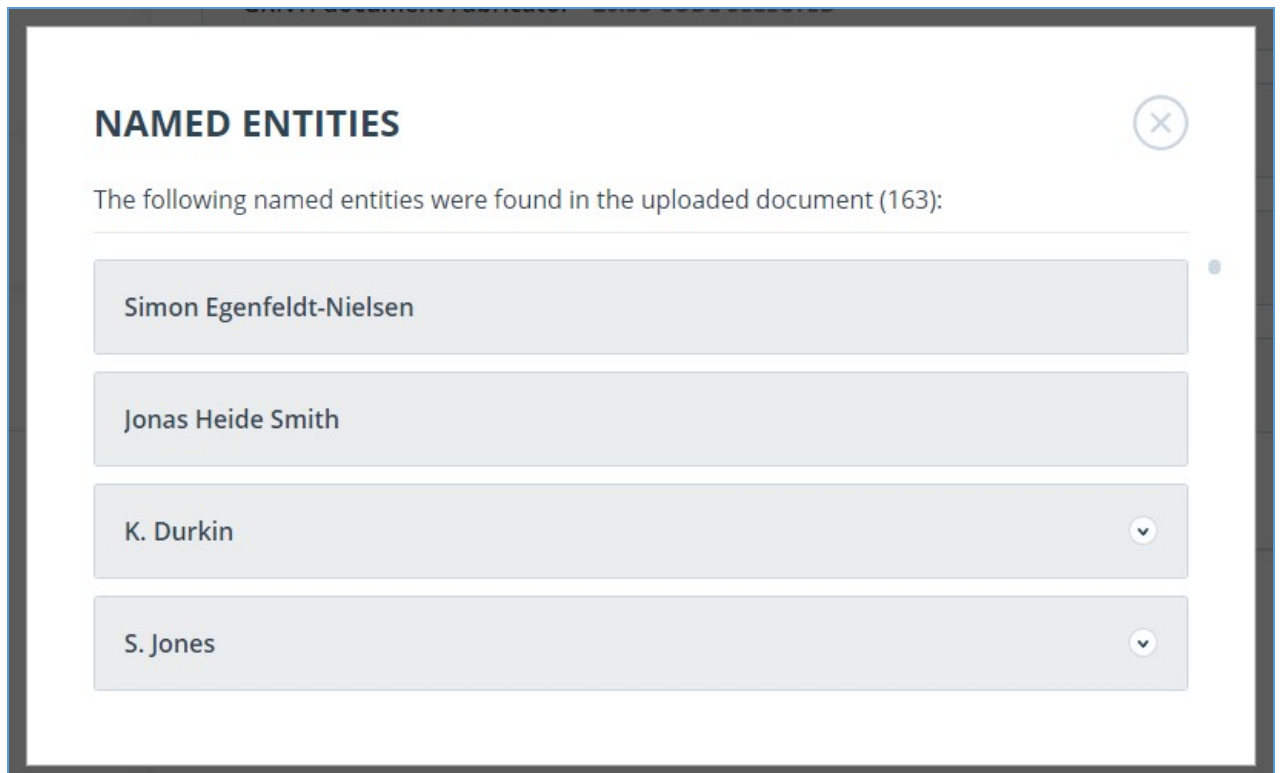 NAMED ENTITIES
The following named entities were found in the uploaded document (163):
Simon Egenfeldt-Nielsen
Jonas Heide Smith
K. Durkin
S. Jones